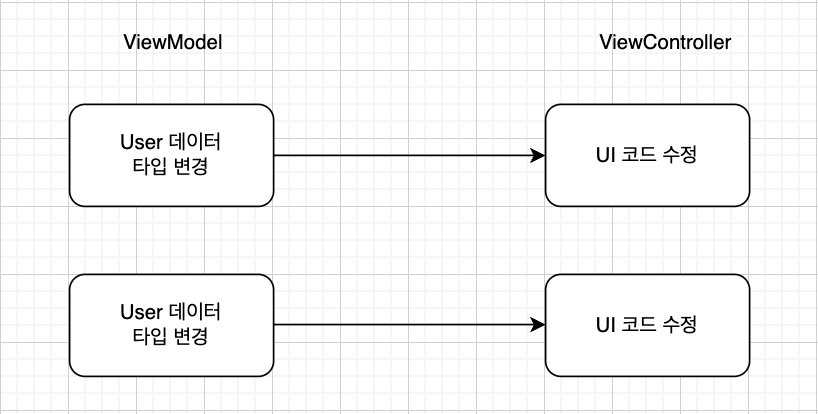 ViewModel
ViewController
User 데이터
타입 변경
UI 코드 수정
User 데이터
타입 변경
UI 코드 수정